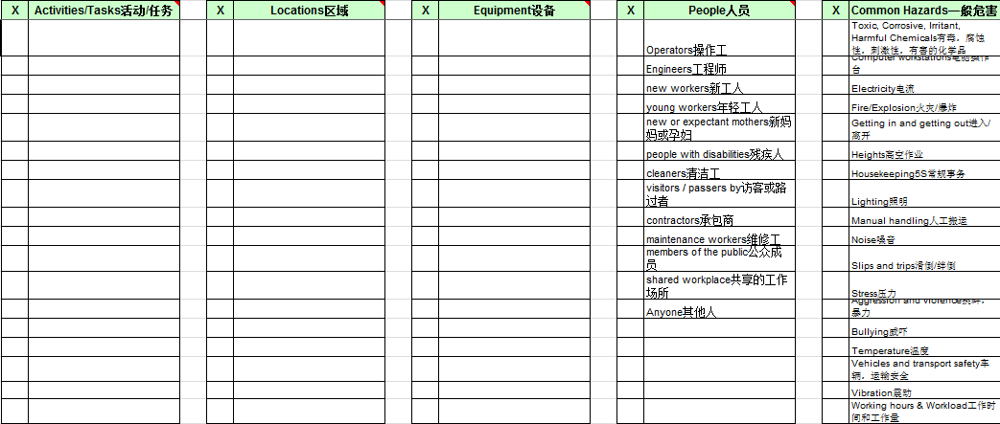 X Activities/Tasks活动/任务 X Locations区域 X Equipment设备 X People人员 X Common Hazards一般危害
Operators操作工
Engineers工程师
new workers新工人
young workers年轻工人
new or expectant mothers新妈
妈或孕妇
people with disabilities残疾人
cleaners清洁工
visitors / passers by访客或路
过者
contractors承包商
maintenance workers维修工
members of the public公众成
员
shared workplace共享的工作
场所
Anyone其他人
Toxic, Corrosive, Irritant,
Harmful Chemicals有毒，腐蚀
性，刺激性，有害的化学品
Computer workstations电脑操作
台
Electricity电流
Fire/Explosion火灾/爆炸
Getting in and getting out进入/
离开
Heights高空作业
Housekeeping5S常规事务
Lighting照明
Manual handling人工搬运
Noise噪音
Slips and trips滑倒/绊倒
Stress压力
Aggression and violence挑衅，
暴力
Bullying威吓
Temperature温度
Vehicles and transport safety车
辆，运输安全
Vibration震动
Working hours & Workload工作时
间和工作量